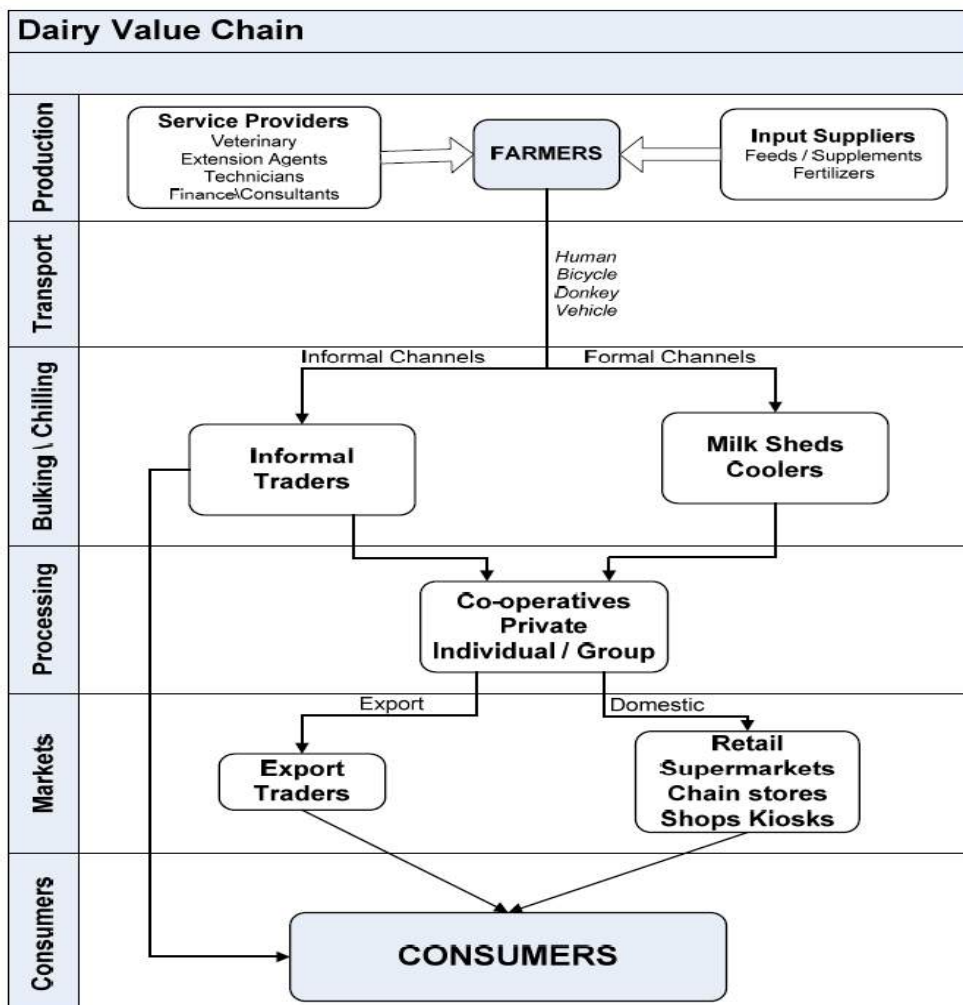 Dairy Value Chain
Production
Service Providers
Veterinary
Extension Agents
Technicians
Finance\Consultants
FARMERS
Input Suppliers
Feeds / Supplements
Fertilizers
Transport
Human
Bicycle
Donkey
Vehicle
Bulking \ Chilling
Informal Channels
Formal Channels
Informal
Traders
Milk Sheds
Coolers
Processing
Co-operatives
Private
Individual / Group
Markets
Export
Domestic
Export
Traders
Retail
Supermarkets
Chain stores
Shops Kiosks
Consumers
CONSUMERS